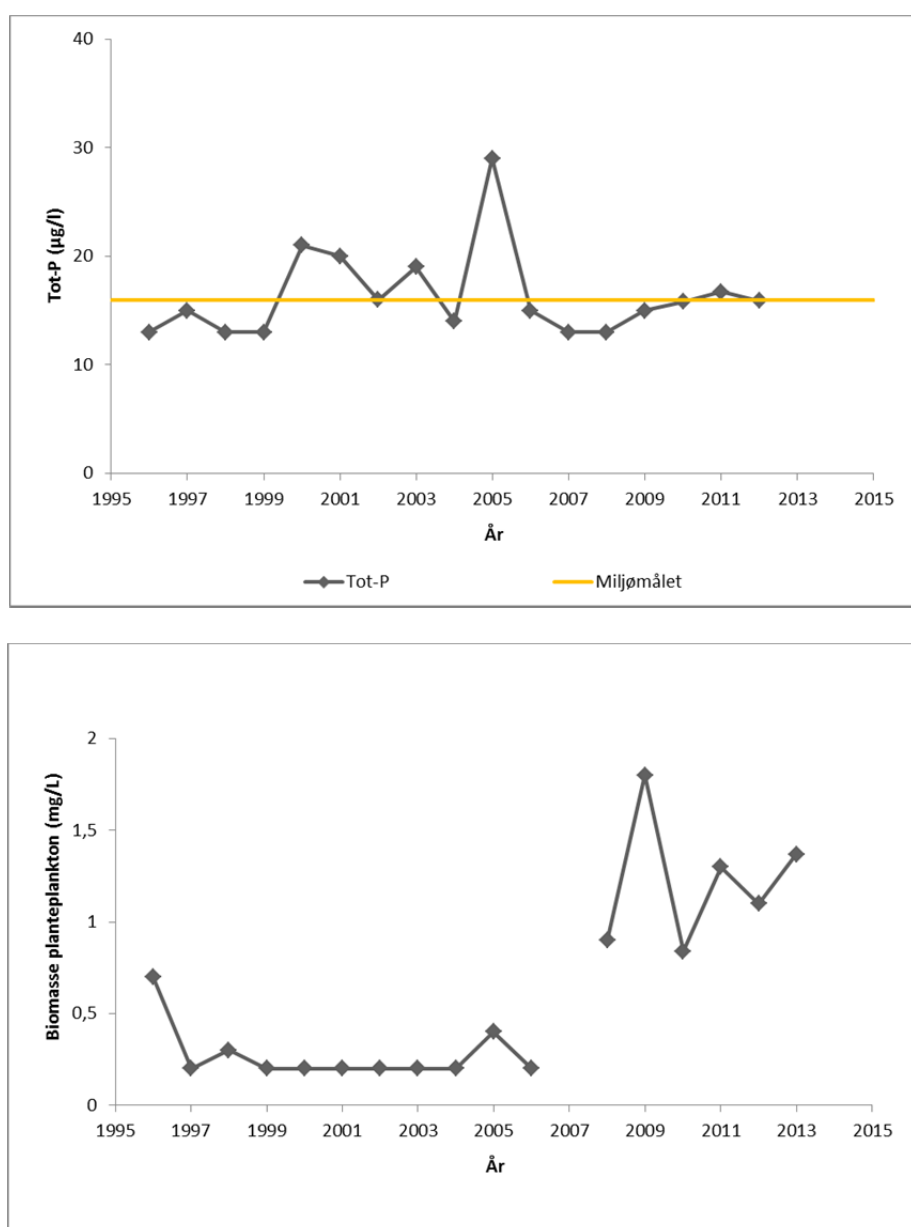 40
30
20
10
0
Tot-P (µg/l)
1995 1997 1999 2001 2003 2005 2007 2009 2011 2013 2015
År
Tot-P Miljømålet
2
1,5
1
0,5
0
Biomasse planteplankton (mg/L)
1995 1997 1999 2001 2003 2005 2007 2009 2011 2013 2015
År